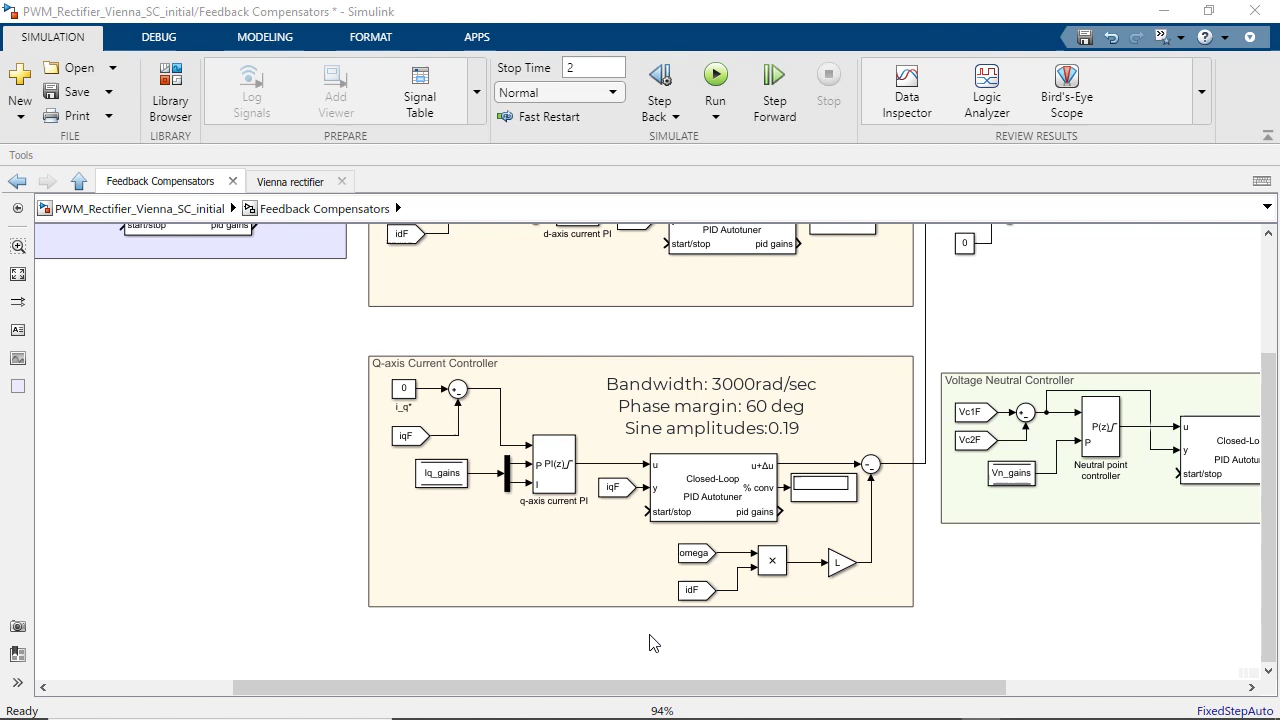 PWM_Rectifier_Vienna_SC_initial/Feedback Compensators * - Simulink
SIMULATION
DEBUG
MODELING
FORMAT
APPS
New
Open
Save
Print
FILE
Library
Browser
LIBRARY
Log
Signals
Add
Viewer
Signal
Table
PREPARE
Stop Time 2
Normal
Fast Restart
Step
Back
Run
Step
Forward
Stop
SIMULATE
Data
Inspector
Logic
Analyzer
Bird's-Eye
Scope
REVIEW RESULTS
Tools
Feedback Compensators
Vienna rectifier
PWM_Rectifier_Vienna_SC_initial
Feedback Compensators
start/stop
pid gains
idF
d-axis current PI
PID Autotuner
start/stop
pid gains
0
Q-axis Current Controller
0
i_q*
iqF
Iq_gains
P
I
PI(z)
q-axis current PI
Bandwidth: 3000rad/sec
Phase margin: 60 deg
Sine amplitudes:0.19
iqF
u
y
start/stop
Closed-Loop
PID Autotuner
u+Δu
% conv
pid gains
omega
idF
×
L
Voltage Neutral Controller
Vc1F
Vc2F
Vn_gains
P(z)
P
Neutral point
controller
u
y
start/stop
Ready
94%
FixedStepAuto